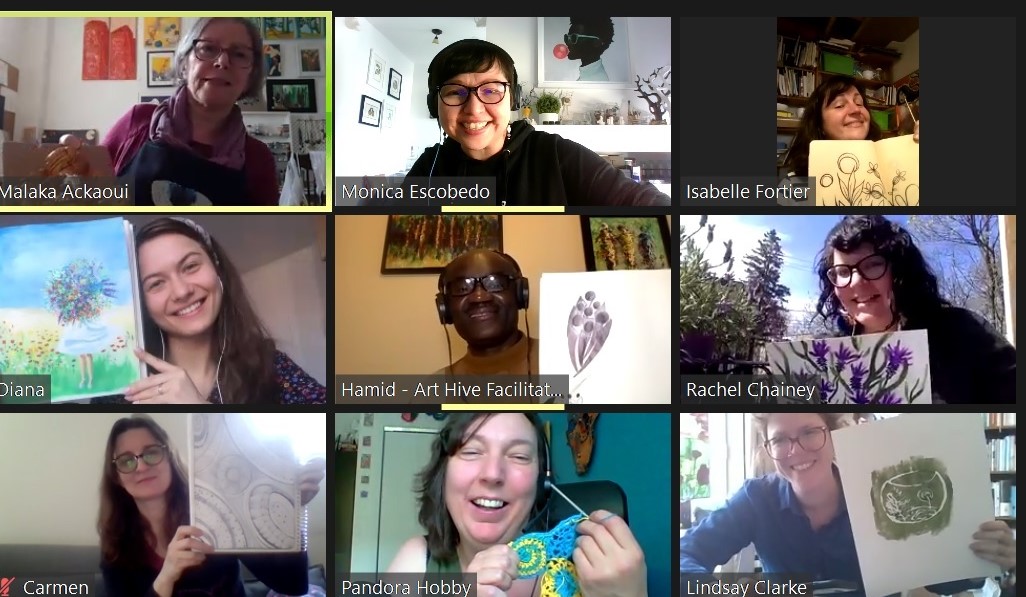 Malaka Ackaoui
Monica Escobedo
Isabelle Fortier
Diana
Hamid - Art Hive Facilitat...
Rachel Chainey
Carmen
Pandora Hobby
Lindsay Clarke